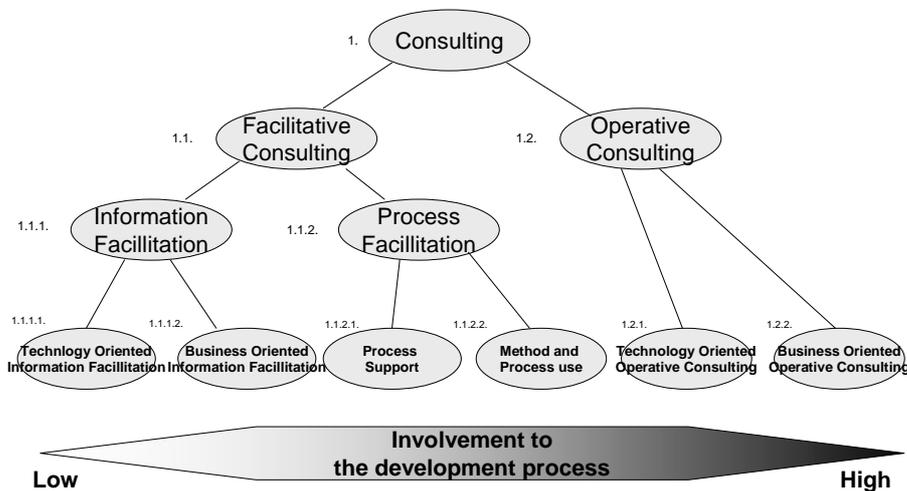 1.
Consulting
1.1.
Facilitative
Consulting
1.2.
Operative
Consulting
1.1.1.
Information
Facillitation
1.1.2.
Process
Facillitation
1.1.1.1.
Technlogy Oriented
Information Facillitation
1.1.1.2.
Business Oriented
Information Facillitation
1.1.2.1.
Process
Support
1.1.2.2.
Method and
Process use
1.2.1.
Technology Oriented
Operative Consulting
1.2.2.
Business Oriented
Operative Consulting
Involvement to
the development process
Low
High